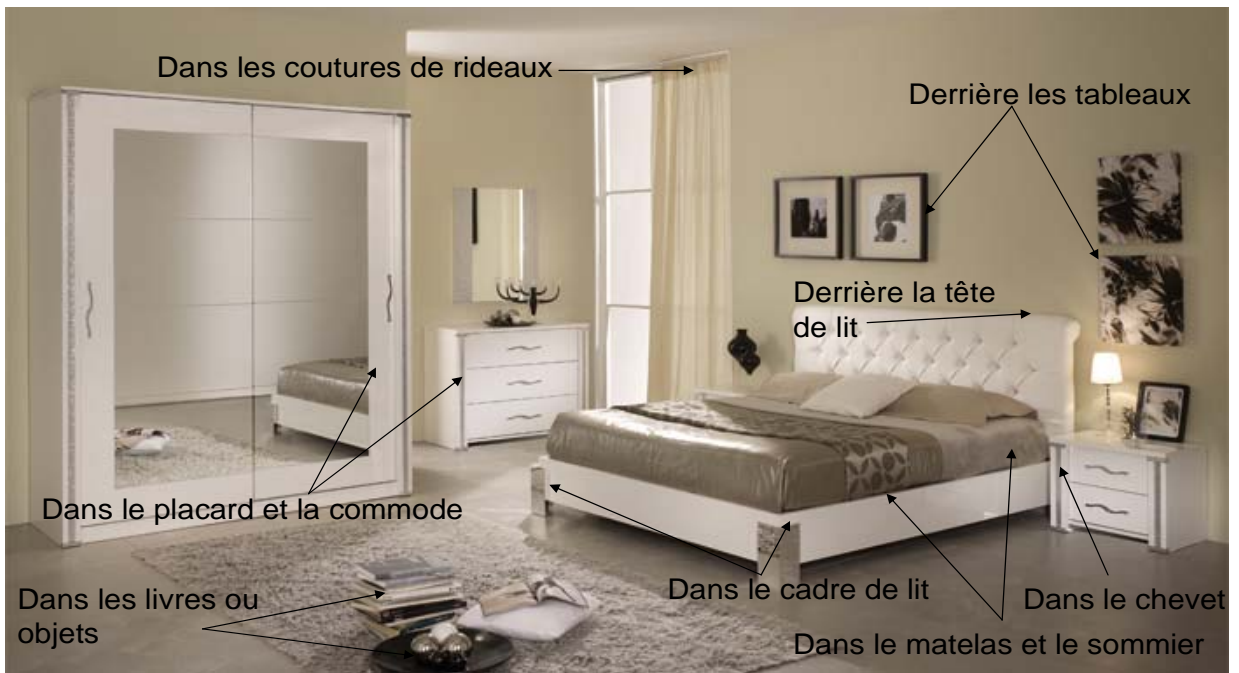 Dans les coutures de rideaux
Derrière les tableaux
Derrière la tête
de lit
Dans le placard et la commode
Dans le cadre de lit
Dans les livres ou
objets
Dans le chevet
Dans le matelas et le sommier